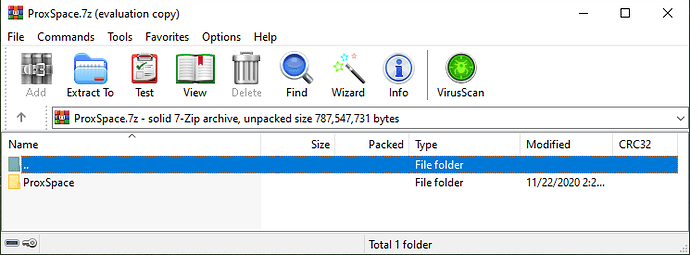 ProxSpace.7z (evaluation copy)
File Commands Tools Favorites Options Help
Add Extract To Test View Delete Find Wizard Info VirusScan
ProxSpace.7z - solid 7-Zip archive, unpacked size 787,547,731 bytes
Name Size Packed Type Modified CRC32
.. File folder
ProxSpace File folder 11/22/2020 2:2...
Total 1 folder